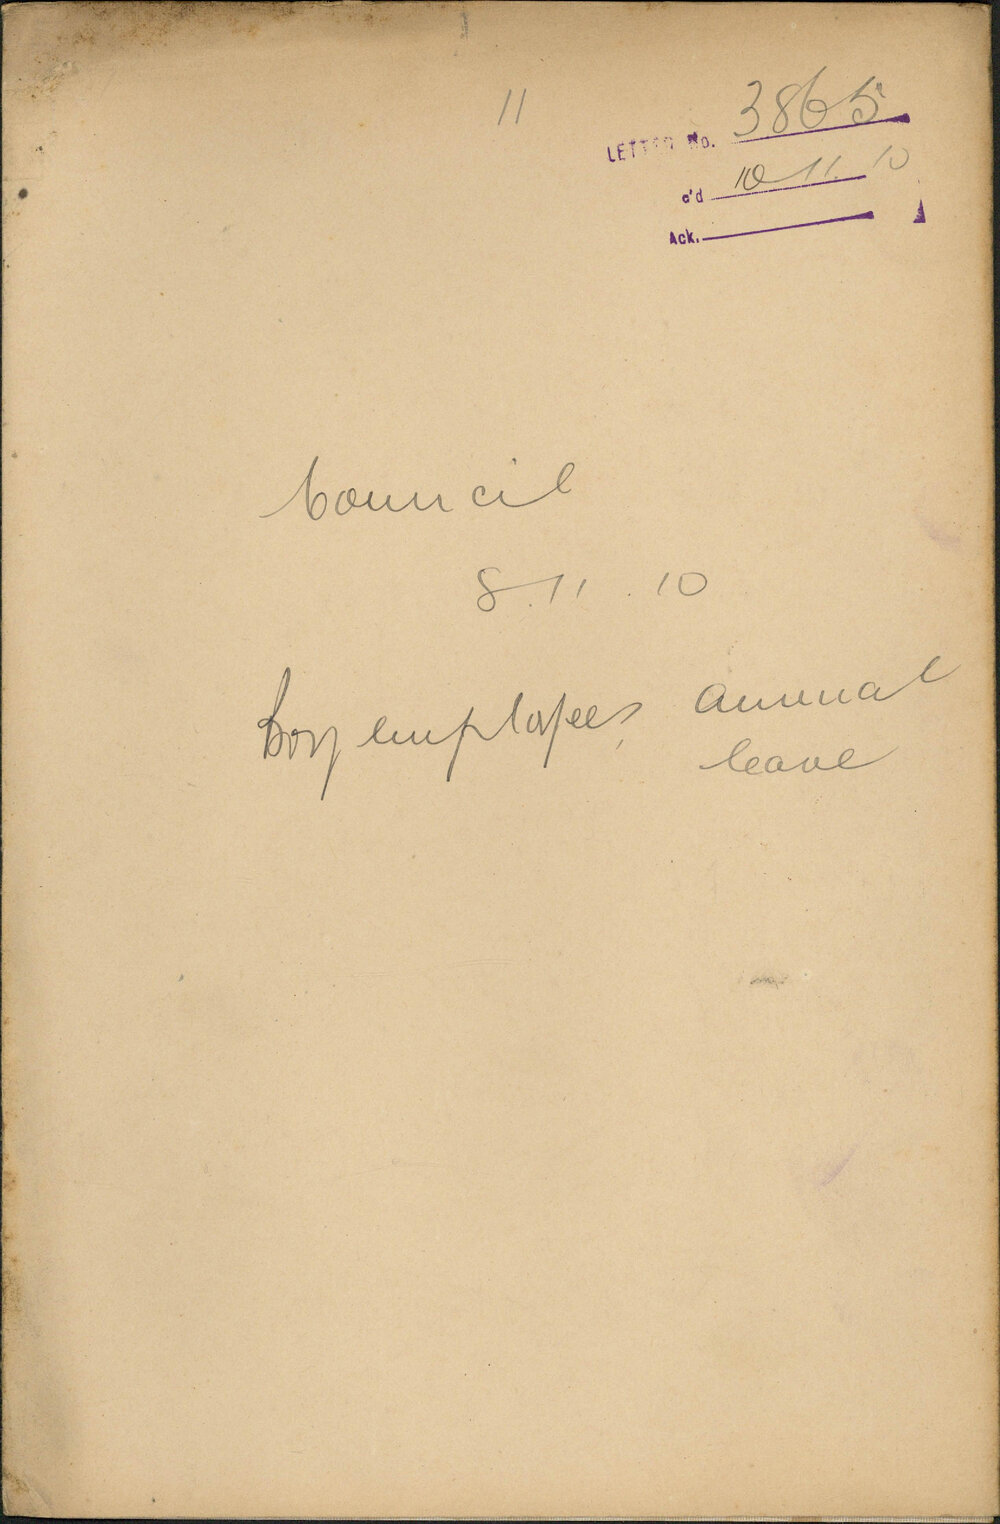 11
LETTER No. 3865
c'd 10 11. 10
Ack.
Council
8.11.10
Boy employees annual
leave